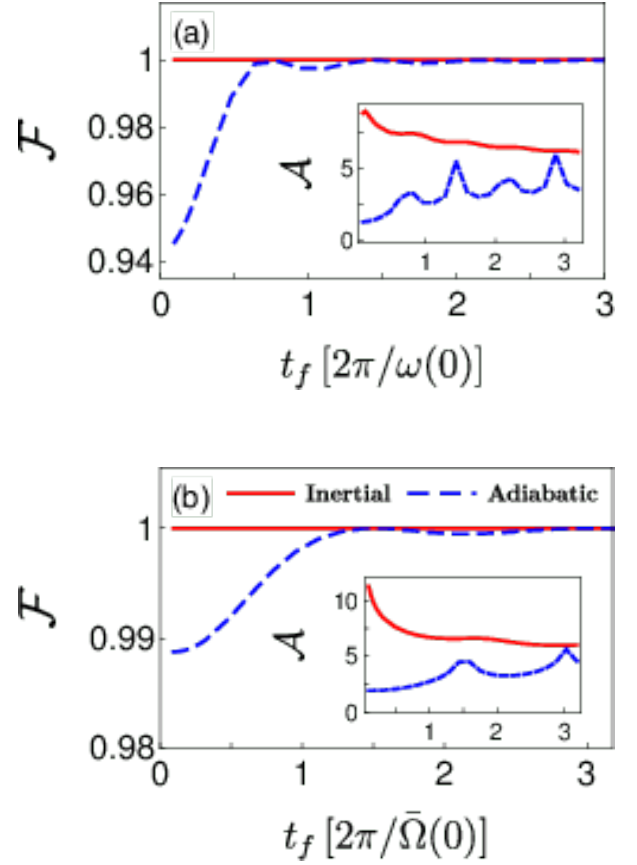 (a)
1
0.98
0.96
0.94
𝓕
𝒜
5
0
1 2 3
0 1 2 3
t_f [2π/ω(0)]
(b) Inertial Adiabatic
1
0.99
0.98
𝓕
𝒜
10
5
0
1 2 3
0 1 2 3
t_f [2π/Ω̄(0)]